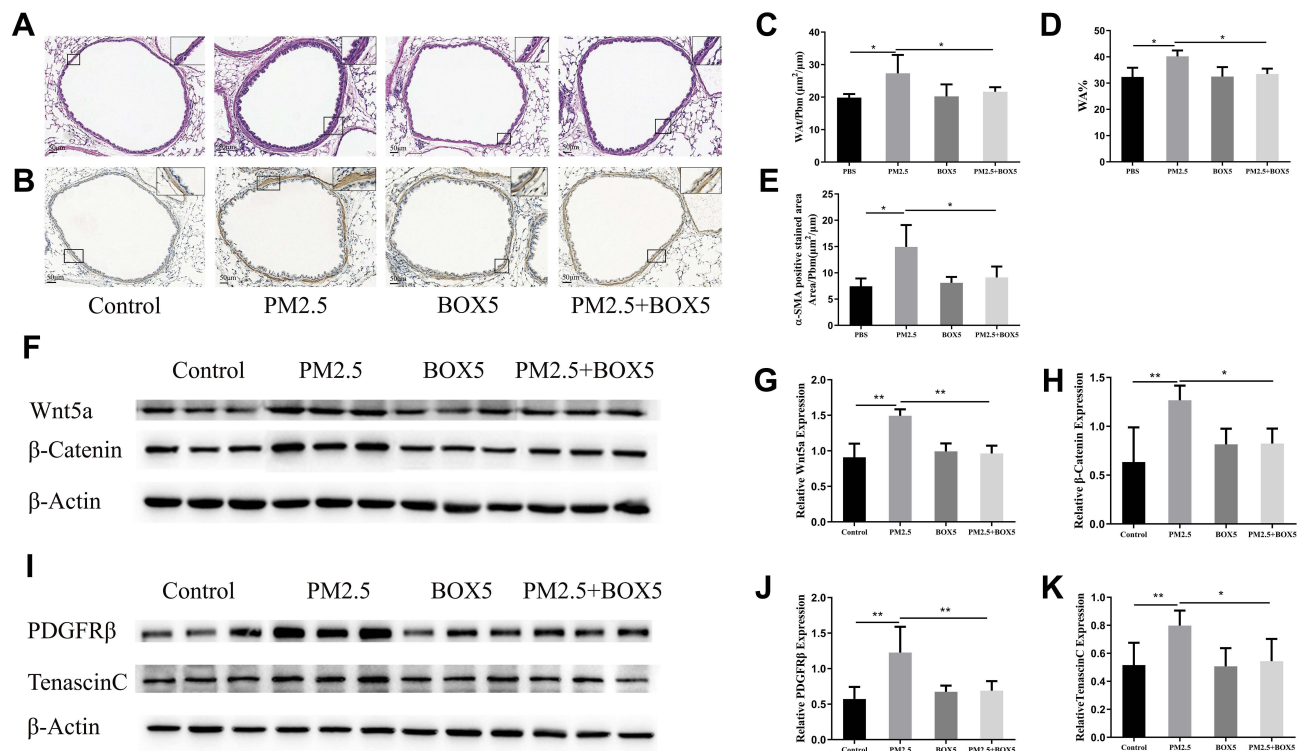 A
50μm
50μm
50μm
50μm
B
50μm
50μm
50μm
50μm
Control PM2.5 BOX5 PM2.5+BOX5
C
WAt/Pbm (μm²/μm)
40
30
20
10
0
* *
PBS PM2.5 BOX5 PM2.5+BOX5
D
WA%
50
40
30
20
10
0
* *
PBS PM2.5 BOX5 PM2.5+BOX5
E
α-SMA positive stained area
Area/Pbm(μm²/μm)
25
20
15
10
5
0
* *
PBS PM2.5 BOX5 PM2.5+BOX5
F
Control PM2.5 BOX5 PM2.5+BOX5
Wnt5a
β-Catenin
β-Actin
G
Relative Wnt5a Expression
2.0
1.5
1.0
0.5
0.0
** **
Control PM2.5 BOX5 PM2.5+BOX5
H
Relative β-Catenin Expression
1.5
1.0
0.5
0.0
** *
Control PM2.5 BOX5 PM2.5+BOX5
I
Control PM2.5 BOX5 PM2.5+BOX5
PDGFRβ
TenascinC
β-Actin
J
Relative PDGFRβ Expression
2.0
1.5
1.0
0.5
0.0
** **
Control PM2.5 BOX5 PM2.5+BOX5
K
RelativeTenascinC Expression
1.0
0.8
0.6
0.4
0.2
0.0
** *
Control PM2.5 BOX5 PM2.5+BOX5